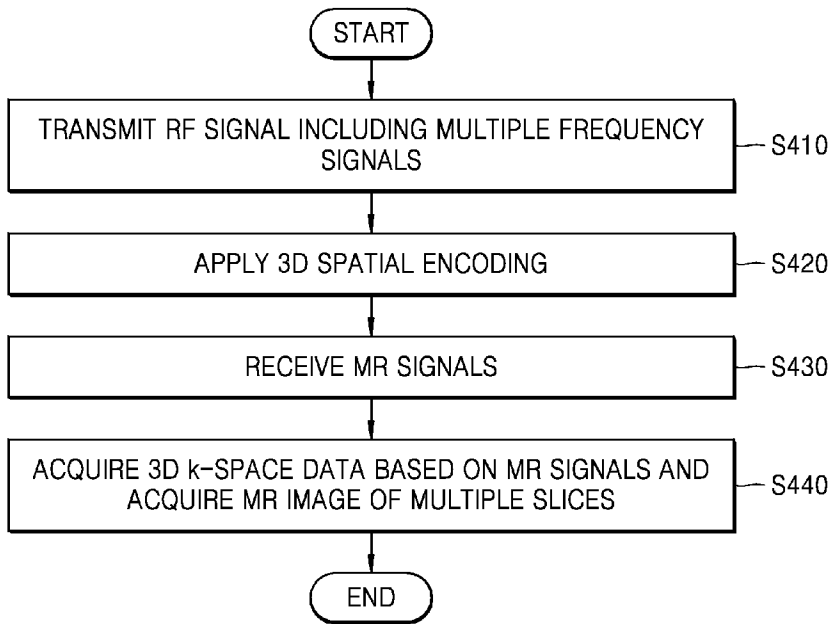 START
TRANSMIT RF SIGNAL INCLUDING MULTIPLE FREQUENCY
SIGNALS
S410
APPLY 3D SPATIAL ENCODING
S420
RECEIVE MR SIGNALS
S430
ACQUIRE 3D k-SPACE DATA BASED ON MR SIGNALS AND
ACQUIRE MR IMAGE OF MULTIPLE SLICES
S440
END